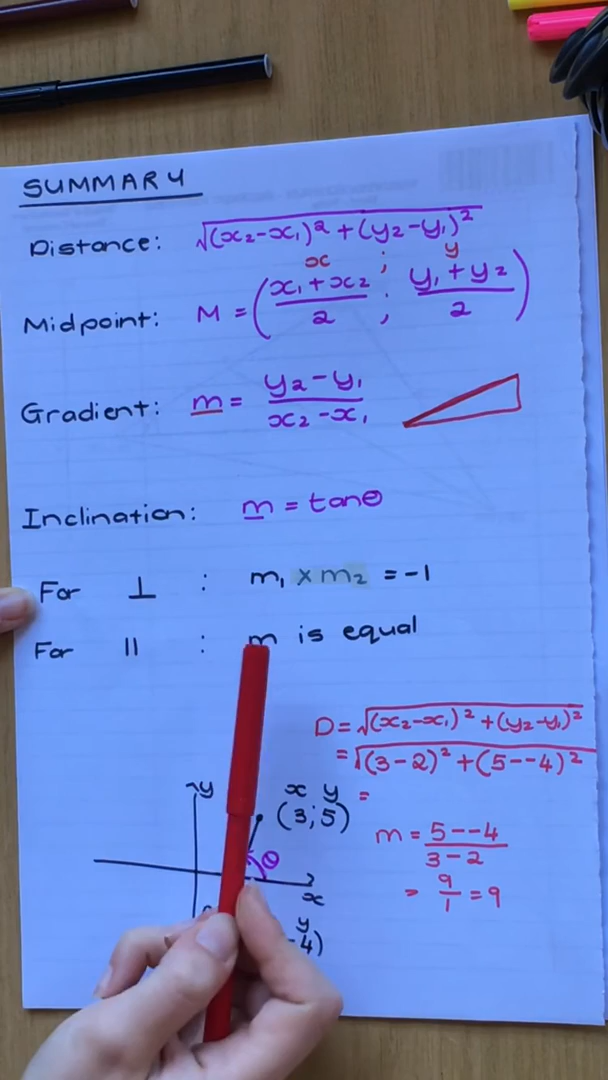 SUMMARY
Distance: √(x₂-x₁)² + (y₂-y₁)²
x ; y
Midpoint: M = (x₁ + x₂ / 2 ; y₁ + y₂ / 2)
Gradient: m = y₂-y₁ / x₂-x₁
Inclination: m = tanθ
For ⊥ : m₁ × m₂ = -1
For || : m is equal
D = √(x₂-x₁)² + (y₂-y₁)²
= √(3-2)² + (5--4)²
=
y
x y
(3;5)
m = 5--4 / 3-2
= 9/1 = 9
θ
x
y
-4)